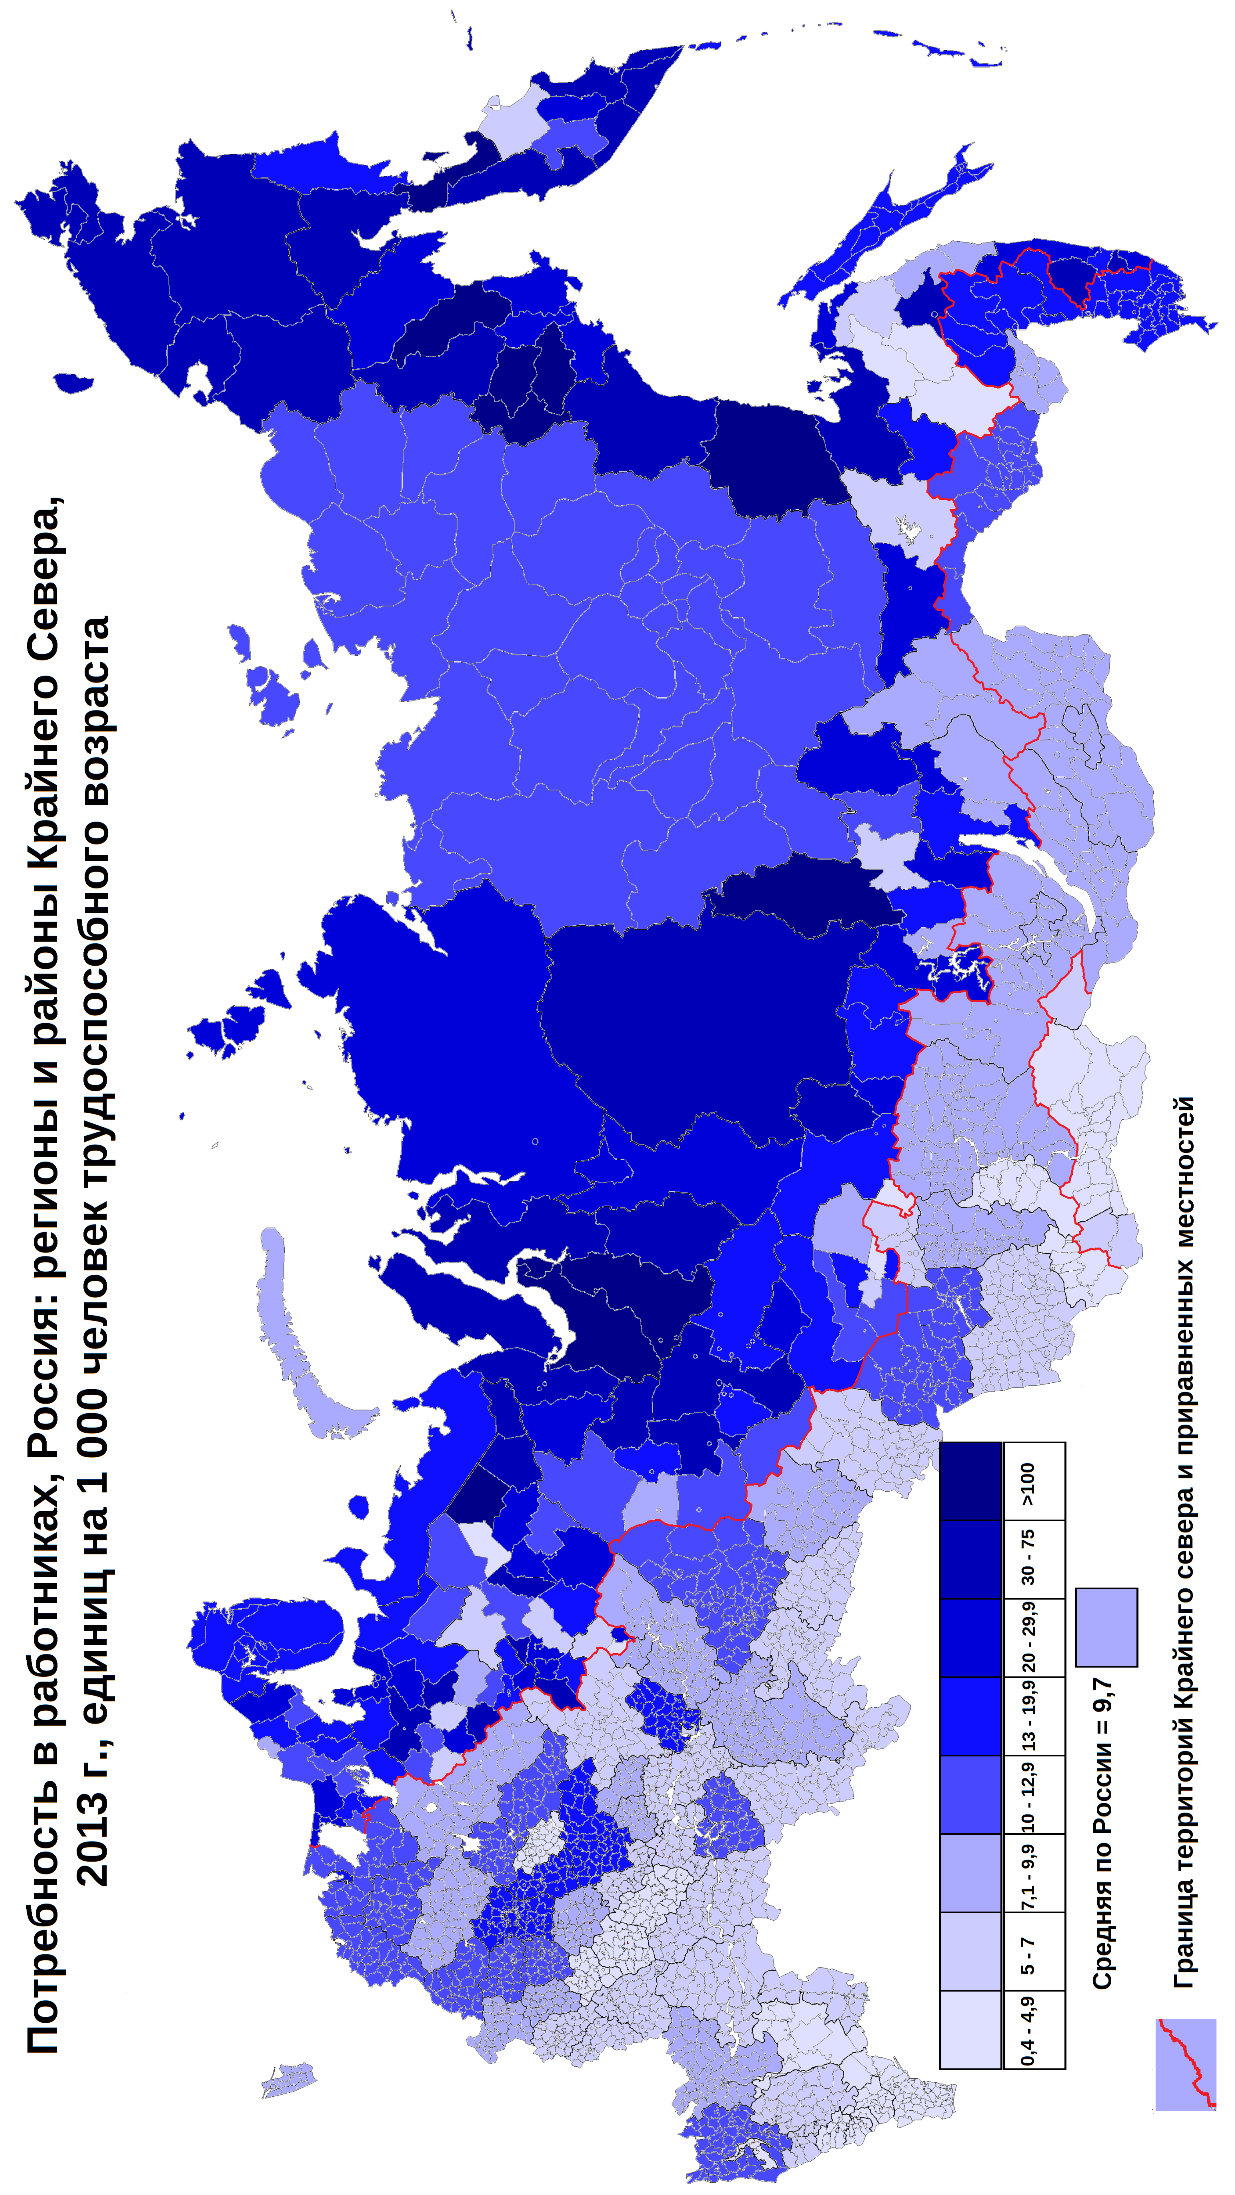 Потребность в работниках, Россия: регионы и районы Крайнего Севера,
2013 г., единиц на 1 000 человек трудоспособного возраста
0,4 - 4,9
5 - 7
7,1 - 9,9
10 - 12,9
13 - 19,9
20 - 29,9
30 - 75
>100
Средняя по России = 9,7
Граница территорий Крайнего севера и приравненных местностей